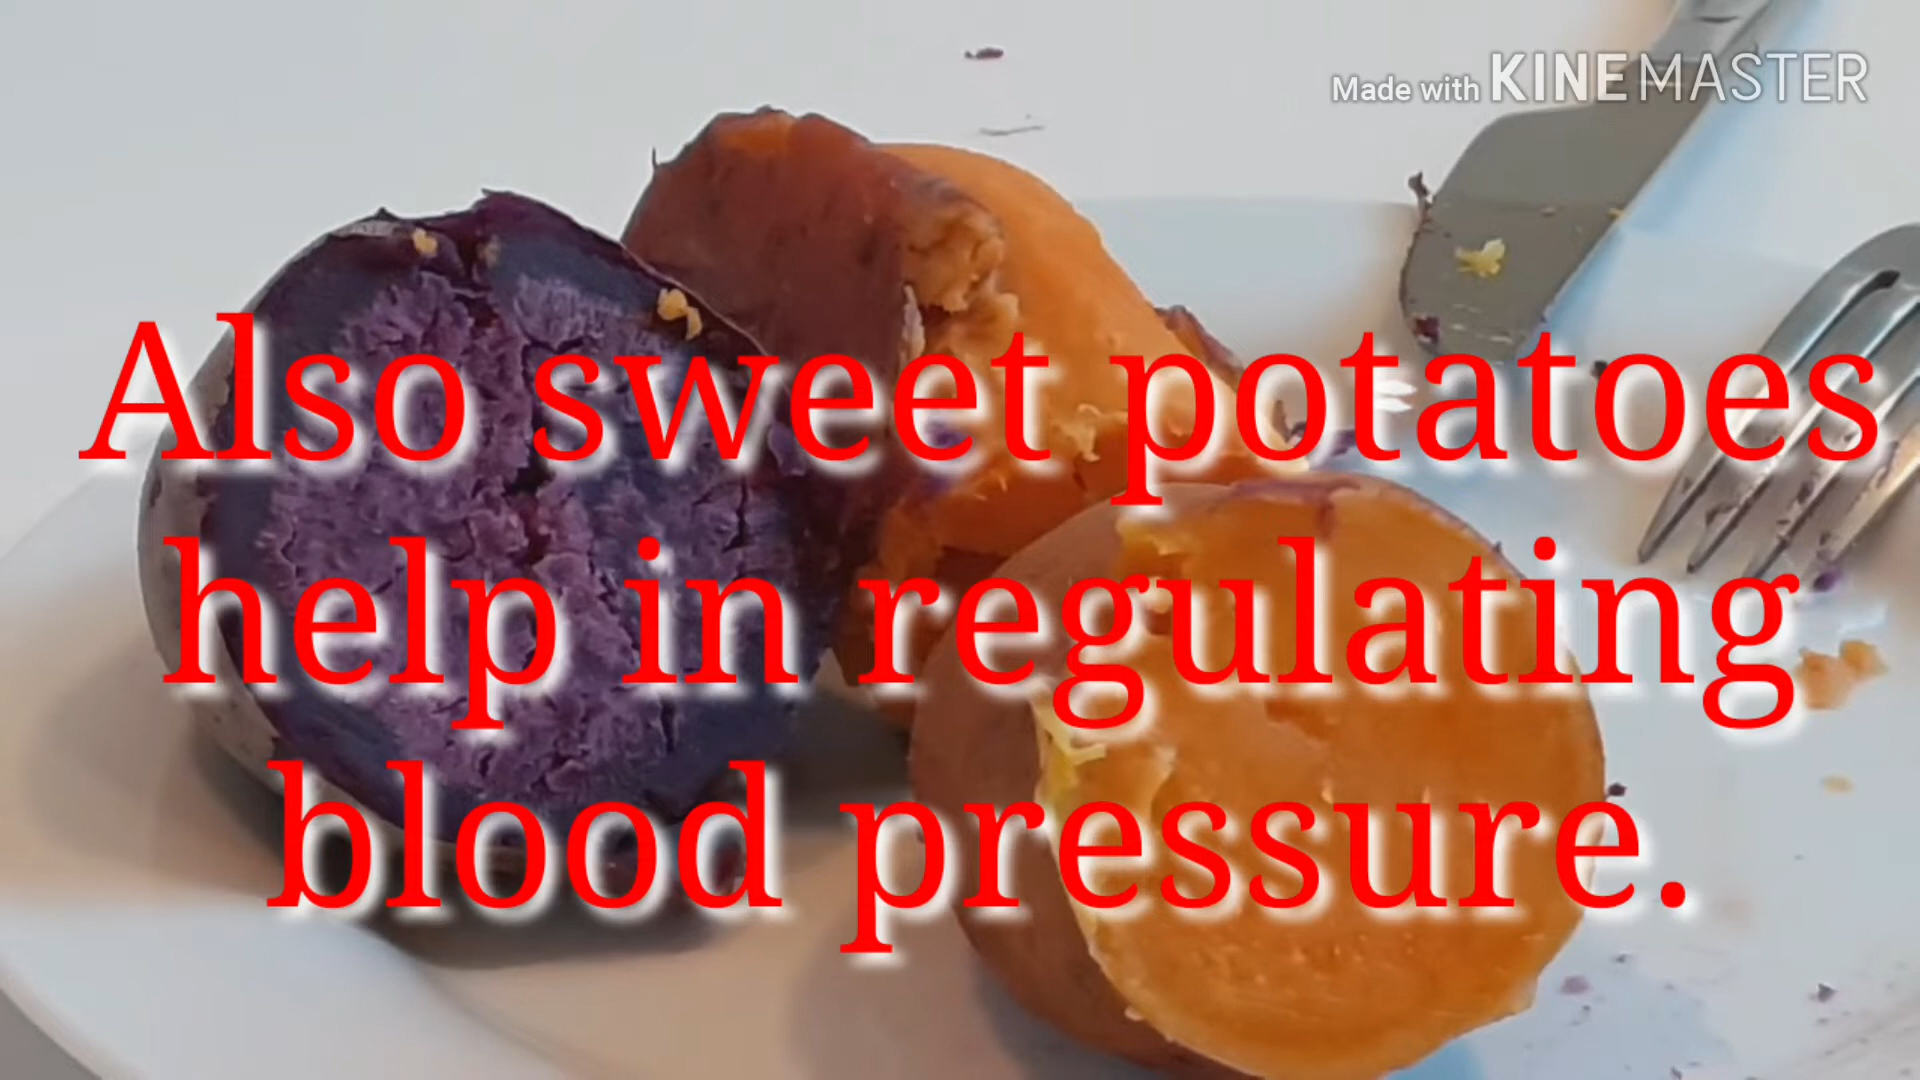 Made with KINEMASTER
Also sweet potatoes
help in regulating
blood pressure.